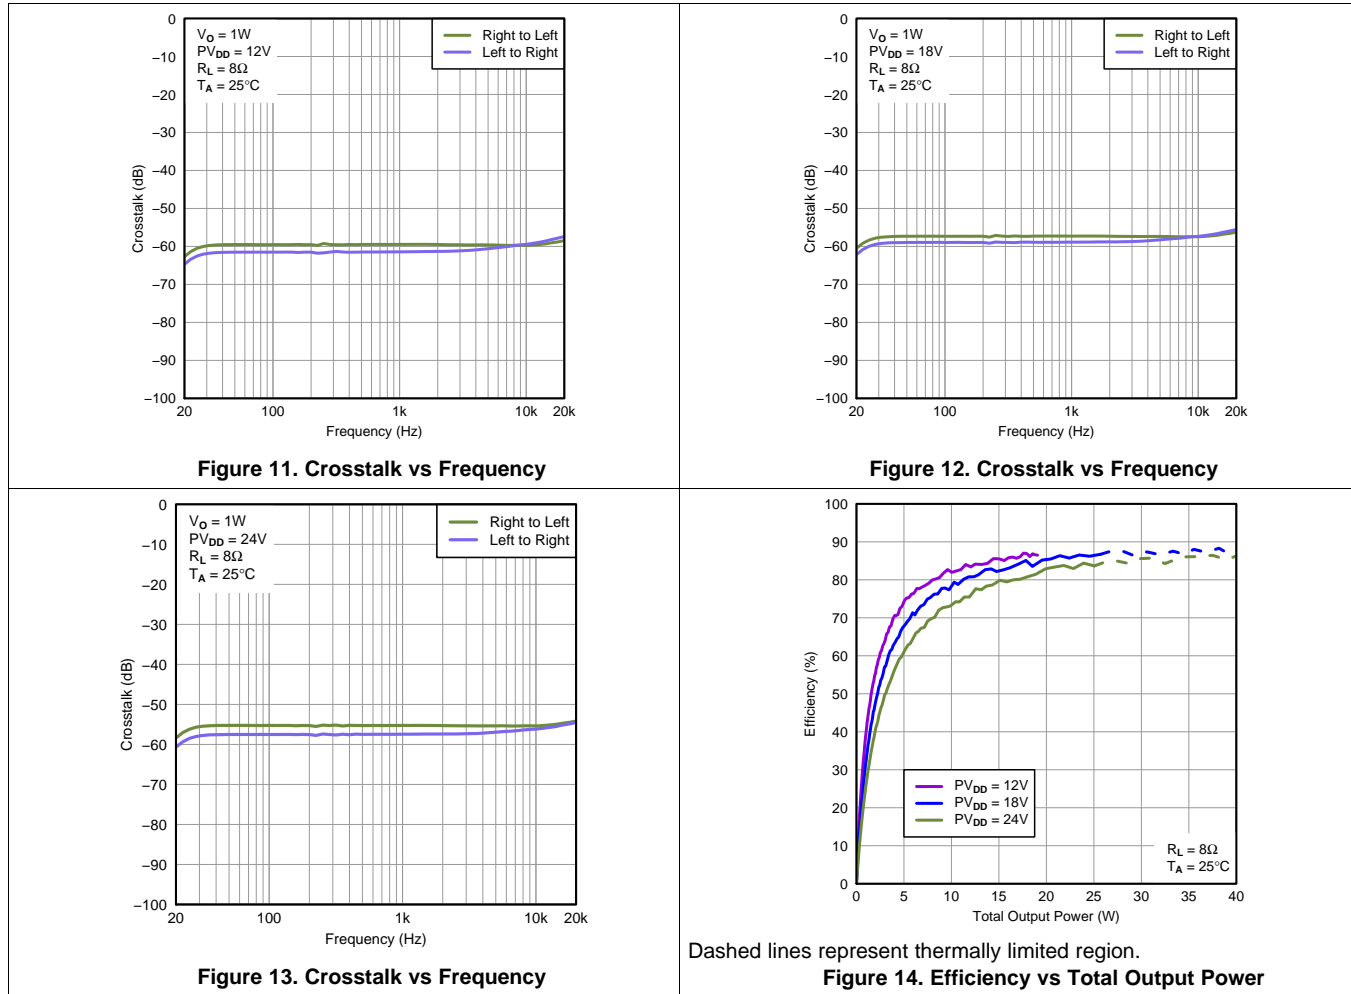 0
−10
−20
−30
−40
−50
−60
−70
−80
−90
−100
Crosstalk (dB)
VO = 1W
PVDD = 12V
RL = 8Ω
TA = 25°C
Right to Left
Left to Right
20 100 1k 10k 20k
Frequency (Hz)
Figure 11. Crosstalk vs Frequency
0
−10
−20
−30
−40
−50
−60
−70
−80
−90
−100
Crosstalk (dB)
VO = 1W
PVDD = 18V
RL = 8Ω
TA = 25°C
Right to Left
Left to Right
20 100 1k 10k 20k
Frequency (Hz)
Figure 12. Crosstalk vs Frequency
0
−10
−20
−30
−40
−50
−60
−70
−80
−90
−100
Crosstalk (dB)
VO = 1W
PVDD = 24V
RL = 8Ω
TA = 25°C
Right to Left
Left to Right
20 100 1k 10k 20k
Frequency (Hz)
Figure 13. Crosstalk vs Frequency
100
90
80
70
60
50
40
30
20
10
0
Efficiency (%)
PVDD = 12V
PVDD = 18V
PVDD = 24V
RL = 8Ω
TA = 25°C
0 5 10 15 20 25 30 35 40
Total Output Power (W)
Dashed lines represent thermally limited region.
Figure 14. Efficiency vs Total Output Power